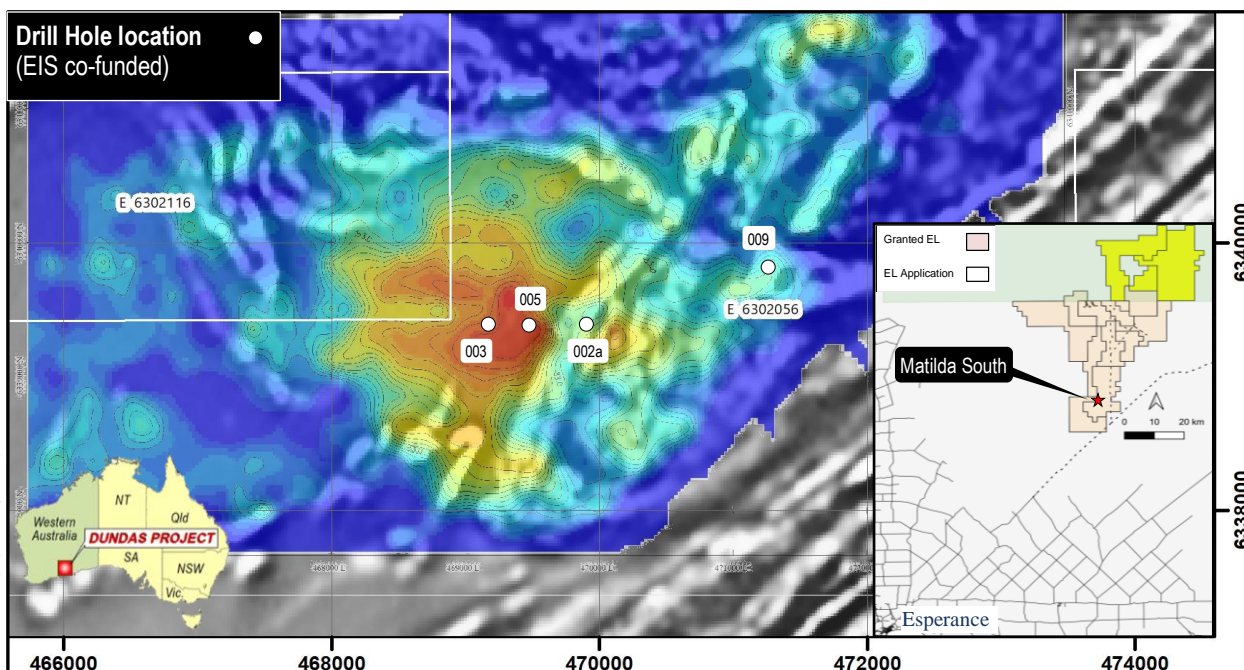 Drill Hole location
(EIS co-funded)
E 6302116
009
005
E 6302056
003
002a
6340000
6338000
Granted EL
EL Application
Matilda South
0 10 20 km
Esperance
NT
Western
Australia
Qld
DUNDAS PROJECT
SA
NSW
Vic.
468000 E
469000 E
470000 E
471000 E
466000
468000
470000
472000
474000